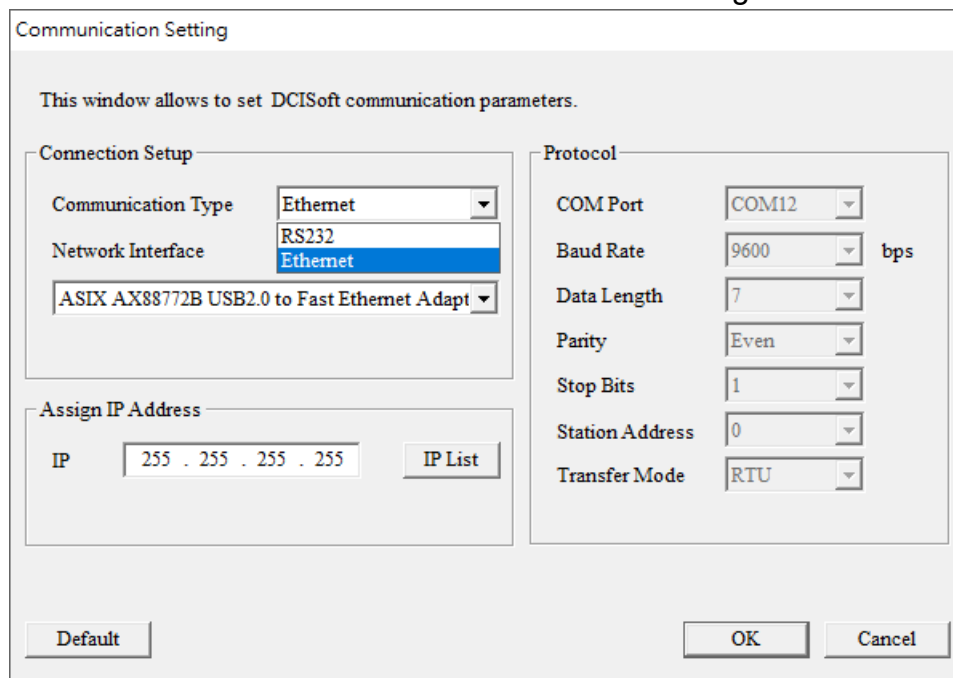 Communication Setting
This window allows to set DCISoft communication parameters.
Connection Setup
Communication Type Ethernet
RS232
Ethernet
Network Interface
ASIX AX88772B USB2.0 to Fast Ethernet Adapt
Assign IP Address
IP 255 . 255 . 255 . 255 IP List
Protocol
COM Port COM12
Baud Rate 9600 bps
Data Length 7
Parity Even
Stop Bits 1
Station Address 0
Transfer Mode RTU
Default OK Cancel